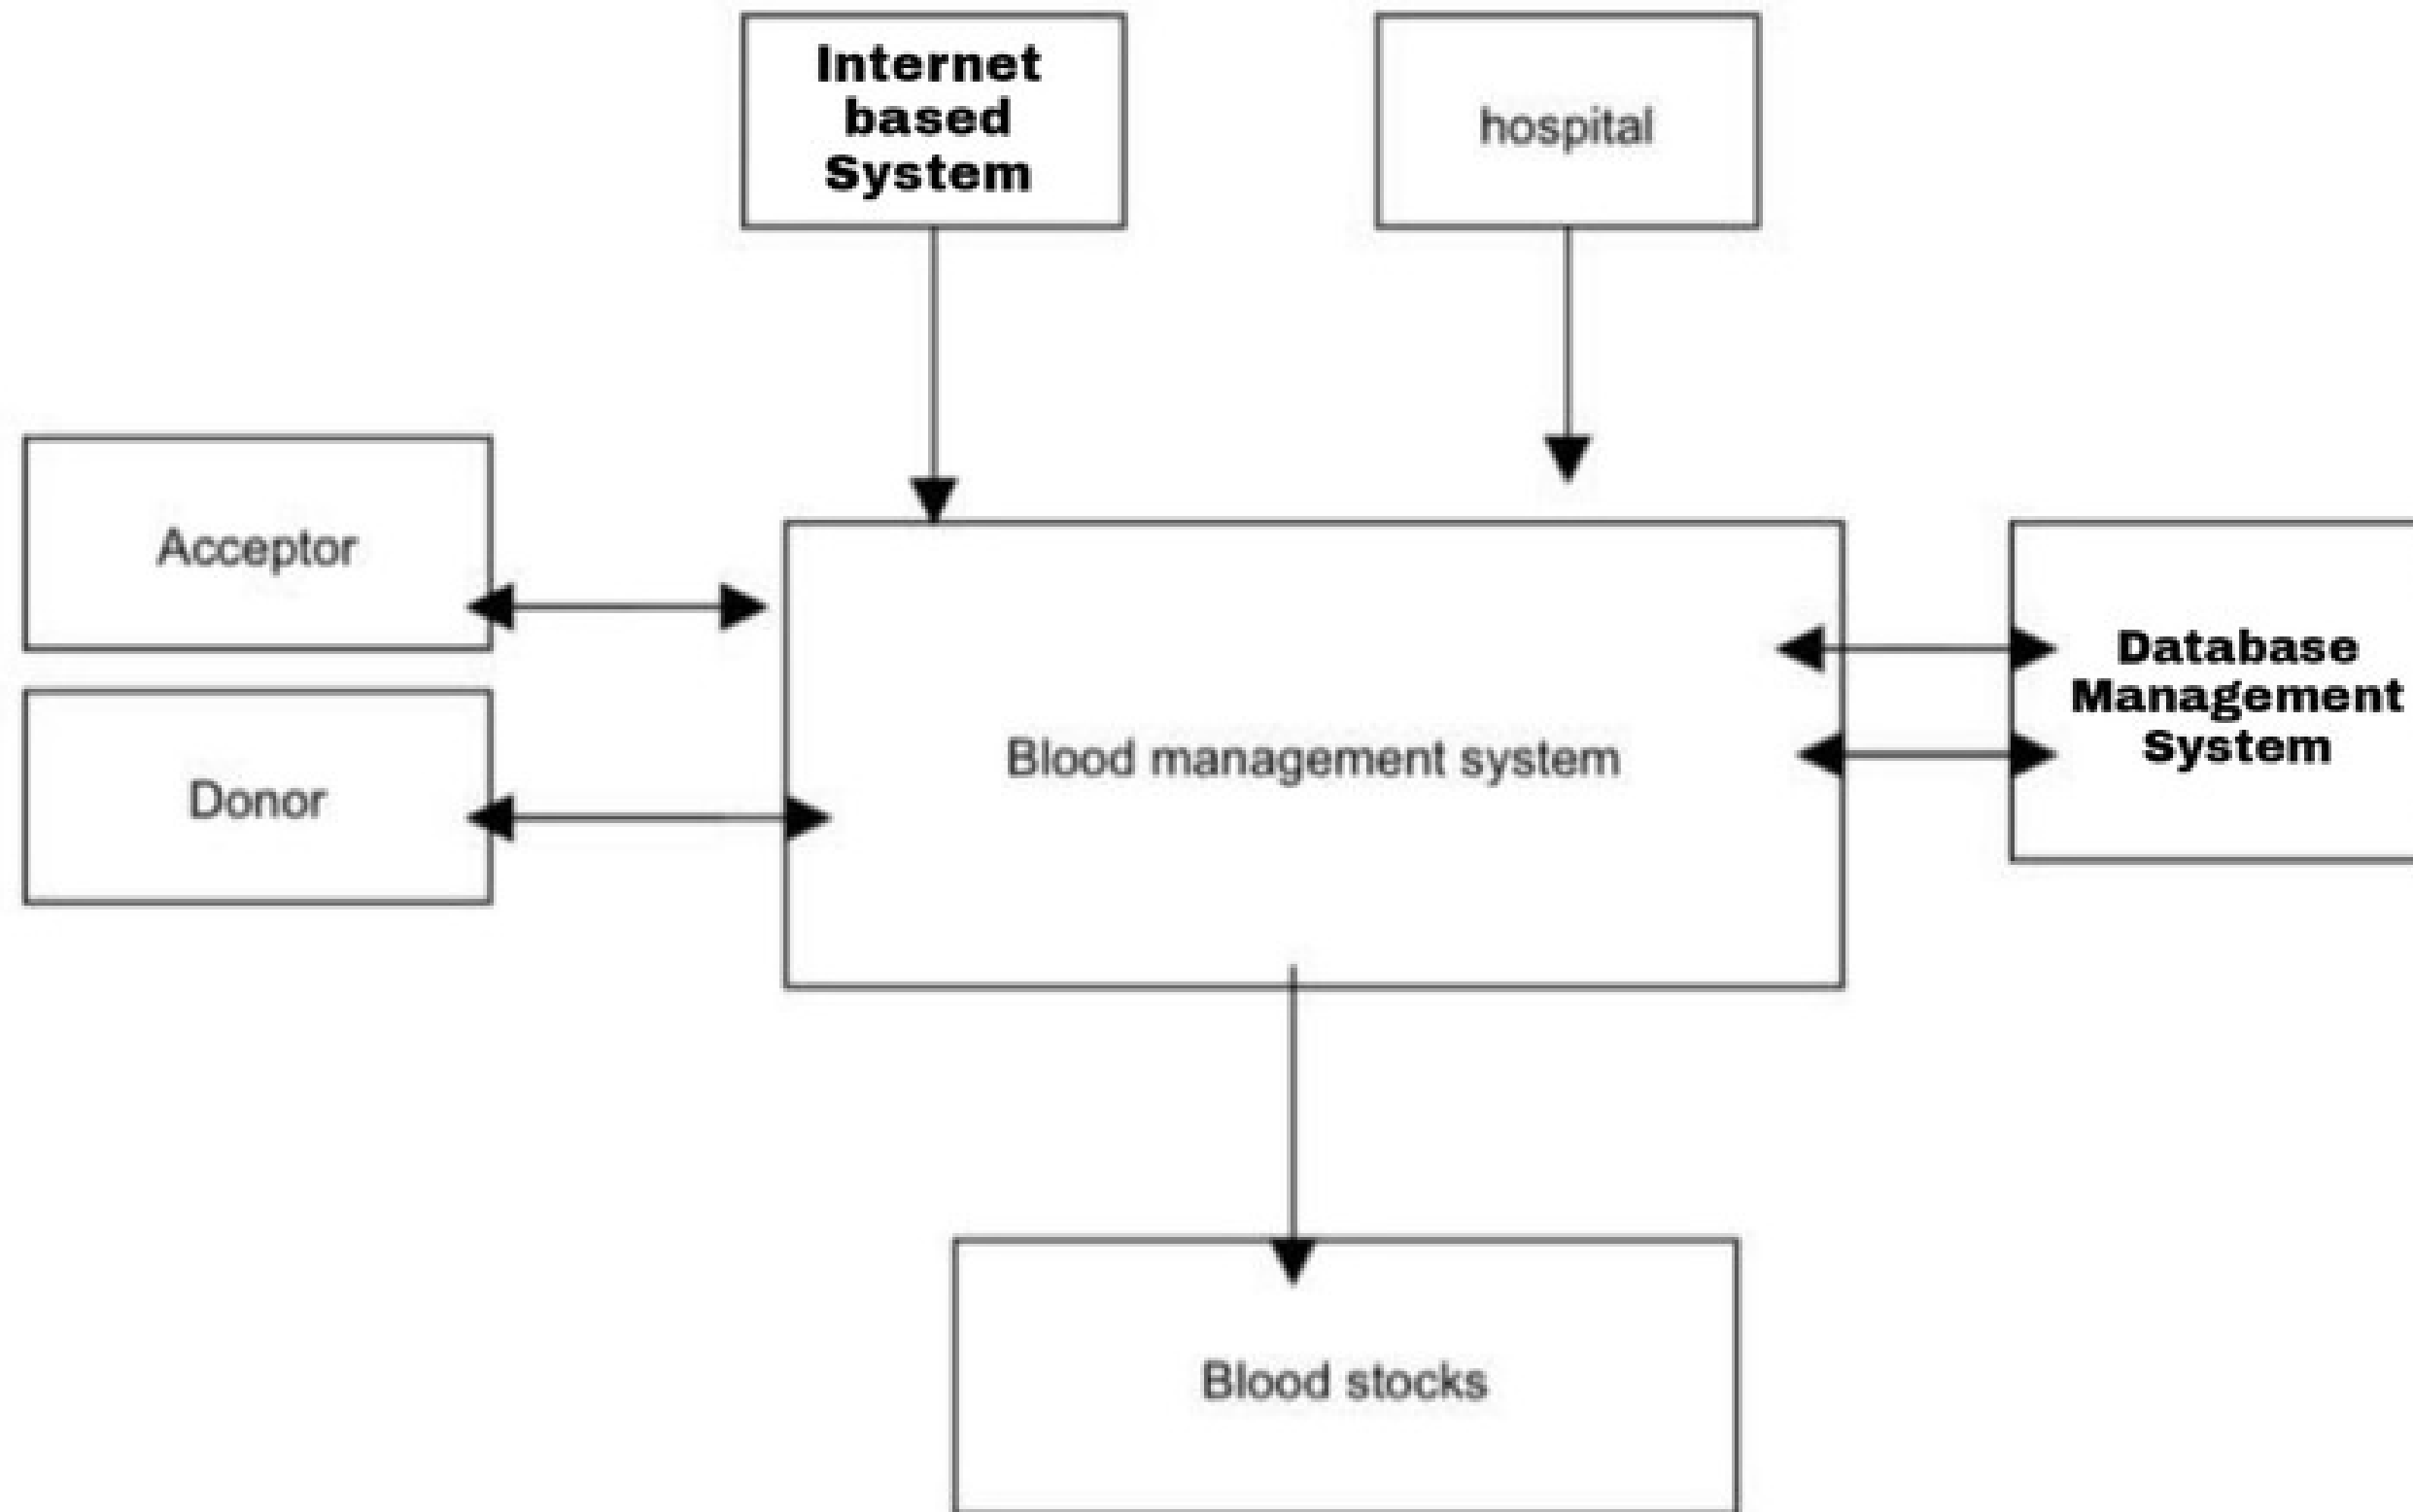 Internet
based
System
hospital
Acceptor
Donor
Blood management system
Database
Management
System
Blood stocks